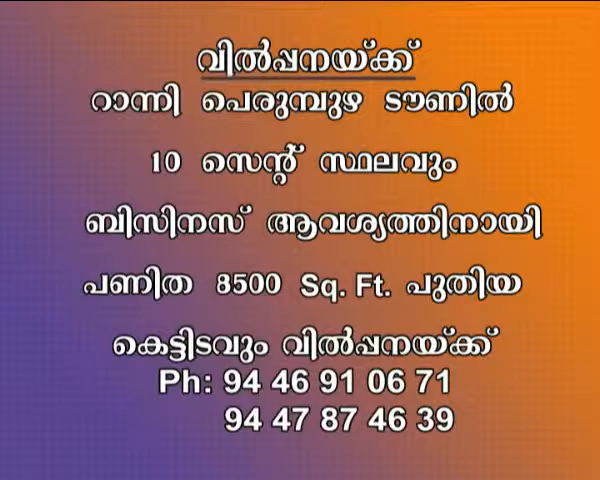 വിൽപ്പനയ്ക്ക്
റാന്നി പെരുമ്പുഴ ടൗണിൽ
10 സെന്റ് സ്ഥലവും
ബിസിനസ് ആവശ്യത്തിനായി
പണിത 8500 Sq. Ft. പുതിയ
കെട്ടിടവും വിൽപ്പനയ്ക്ക്
Ph: 94 46 91 06 71
94 47 87 46 39